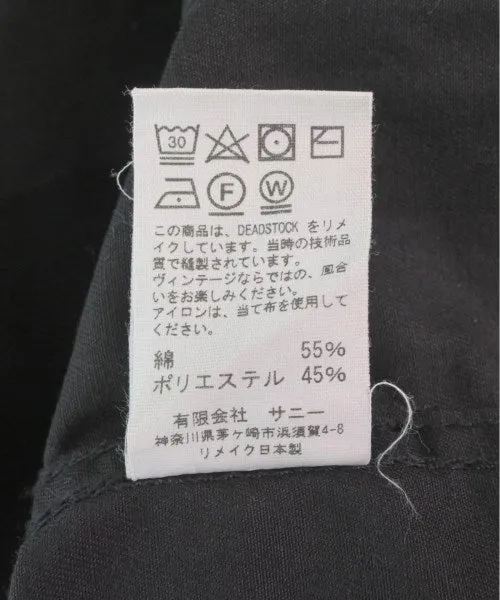 30
F W
この商品は、DEADSTOCK をリメ
イクしています。当時の技術品
質で縫製されています。
ヴィンテージならではの、風合
いをお楽しみください。
アイロンは、当て布を使用して
ください。
綿 55%
ポリエステル 45%
有限会社 サニー
神奈川県茅ヶ崎市浜須賀4-8
リメイク日本製